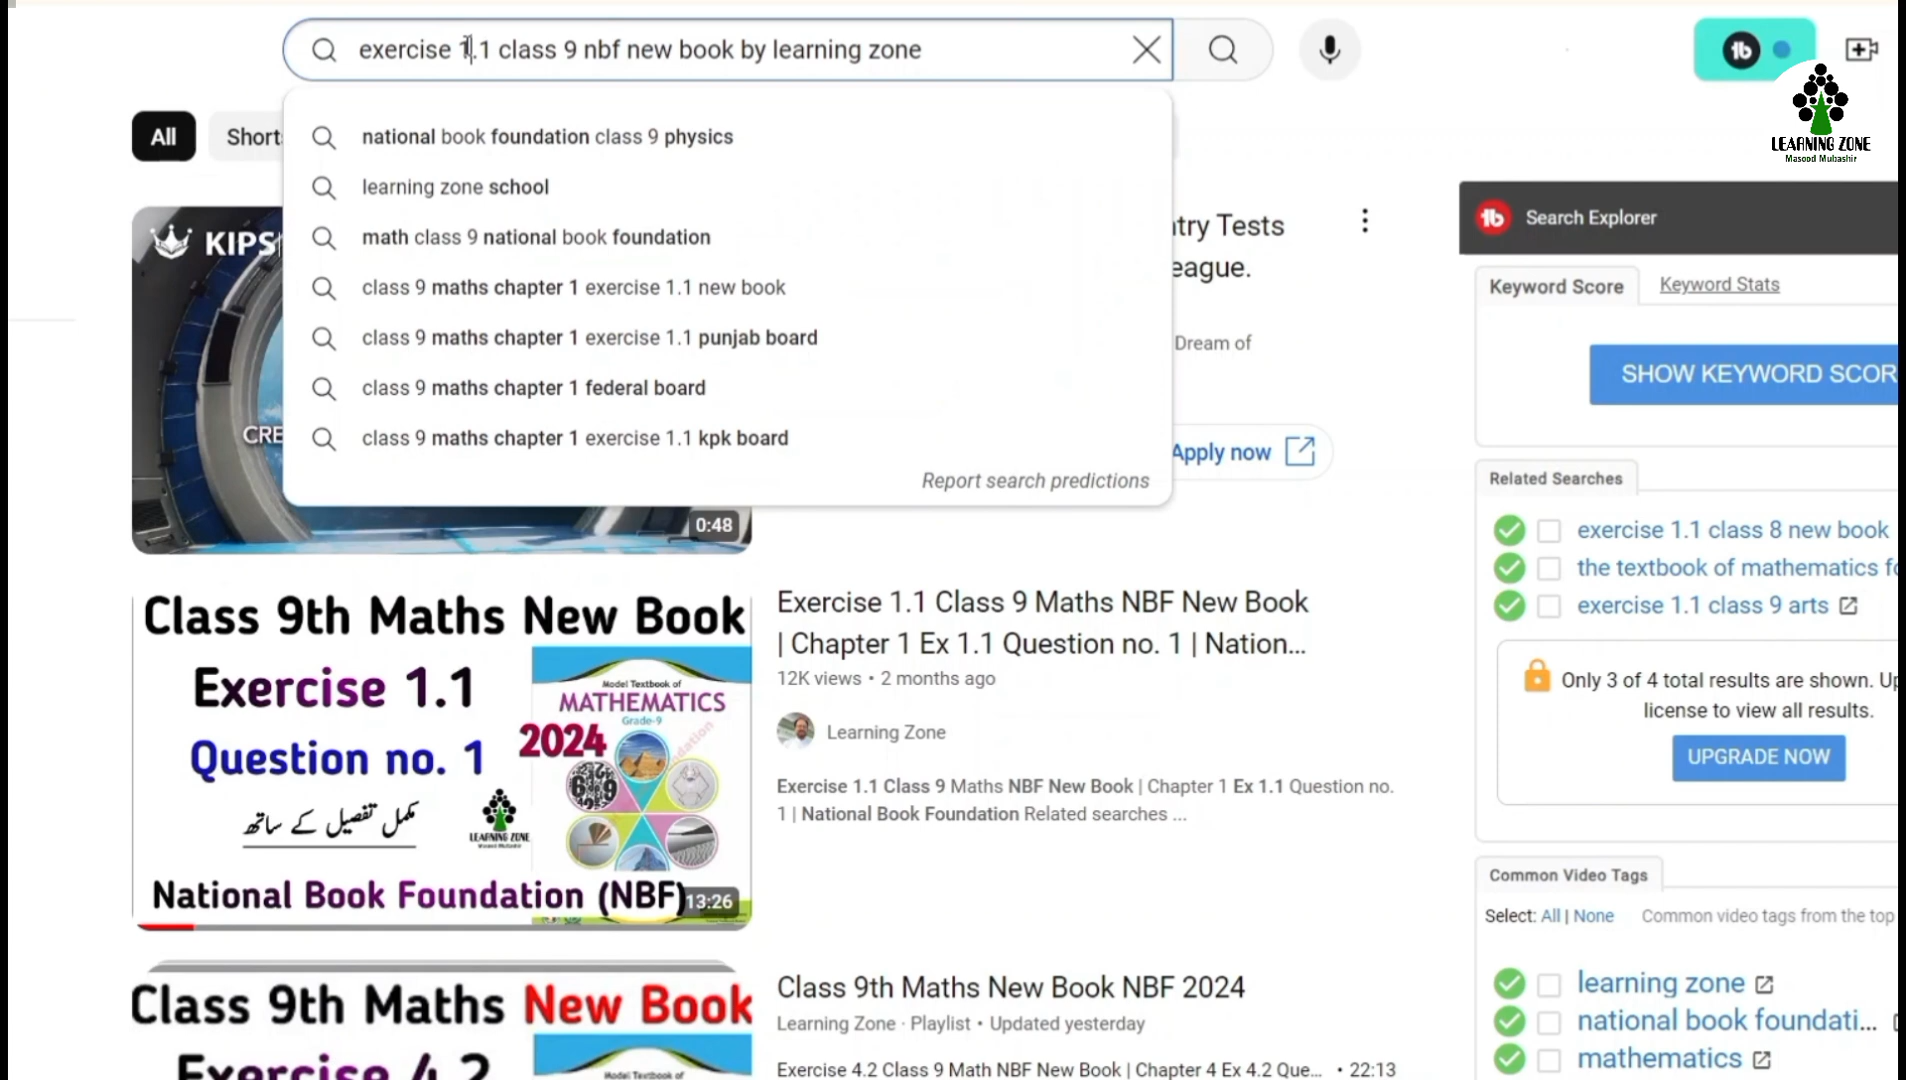 exercise 1.1 class 9 nbf new book by learning zone
LEARNING ZONE
Masood Mubashir
All
national book foundation class 9 physics
learning zone school
math class 9 national book foundation
class 9 maths chapter 1 exercise 1.1 new book
class 9 maths chapter 1 exercise 1.1 punjab board
class 9 maths chapter 1 federal board
class 9 maths chapter 1 exercise 1.1 kpk board
Report search predictions
KIPS
0:48
eague.
Dream of
Apply now
Search Explorer
Keyword Score
Keyword Stats
SHOW KEYWORD SCOR
Related Searches
exercise 1.1 class 8 new book
the textbook of mathematics fo
exercise 1.1 class 9 arts
Only 3 of 4 total results are shown. Up
license to view all results.
UPGRADE NOW
Common Video Tags
Select: All | None Common video tags from the top
learning zone
national book foundati...
mathematics
Class 9th Maths New Book
Exercise 1.1
Question no. 1
مکمل تفصیل کے ساتھ
Model Textbook of
MATHEMATICS
Grade-9
2024
LEARNING ZONE
Masood Mubashir
National Book Foundation (NBF)
13:26
Exercise 1.1 Class 9 Maths NBF New Book
| Chapter 1 Ex 1.1 Question no. 1 | Nation...
12K views • 2 months ago
Learning Zone
Exercise 1.1 Class 9 Maths NBF New Book | Chapter 1 Ex 1.1 Question no.
1 | National Book Foundation Related searches ...
Class 9th Maths New Book
Exercise 4.2
Model Textbook of
Class 9th Maths New Book NBF 2024
Learning Zone · Playlist • Updated yesterday
Exercise 4.2 Class 9 Math NBF New Book | Chapter 4 Ex 4.2 Que... • 22:13